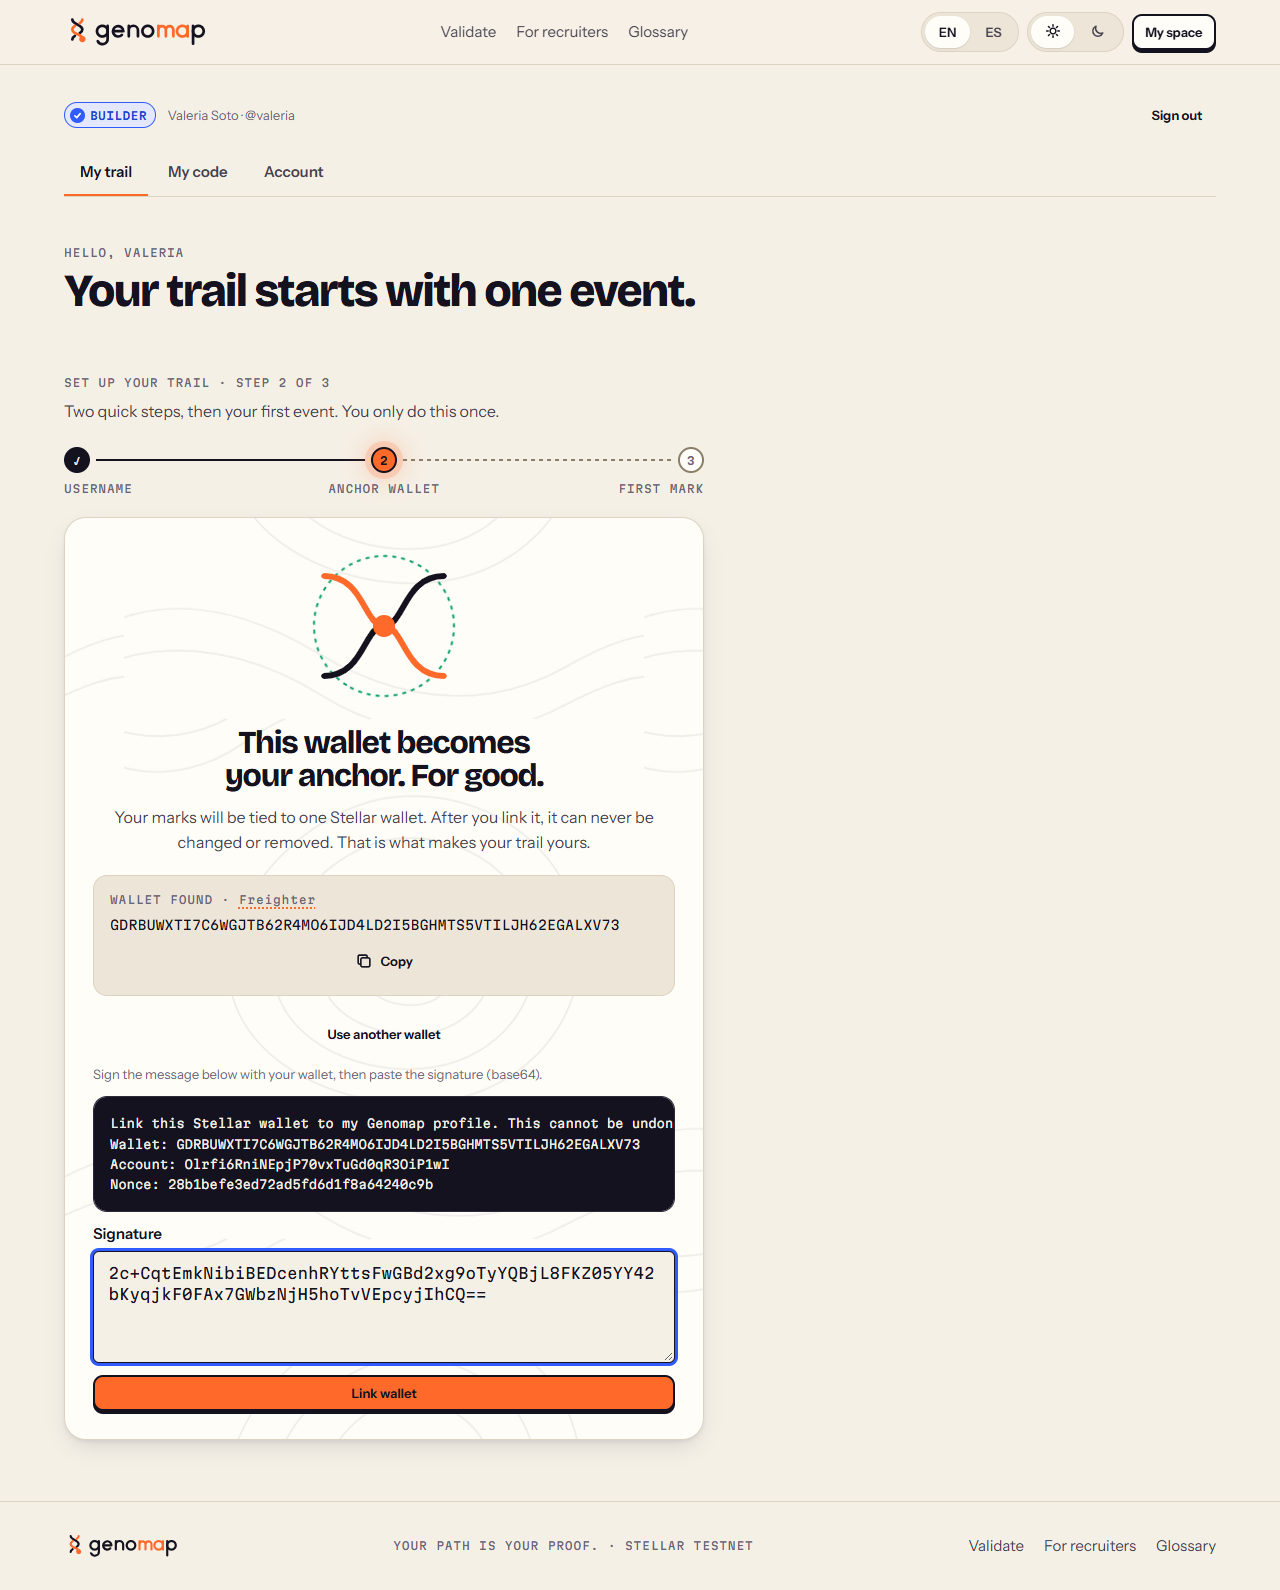 genomap
Validate
For recruiters
Glossary
EN
ES
My space
BUILDER
Valeria Soto · @valeria
Sign out
My trail
My code
Account
HELLO, VALERIA
Your trail starts with one event.
SET UP YOUR TRAIL · STEP 2 OF 3
Two quick steps, then your first event. You only do this once.
2
3
USERNAME
ANCHOR WALLET
FIRST MARK
This wallet becomes
your anchor. For good.
Your marks will be tied to one Stellar wallet. After you link it, it can never be
changed or removed. That is what makes your trail yours.
WALLET FOUND · Freighter
GDRBUWXTI7C6WGJTB62R4MO6IJD4LD2I5BGHMTS5VTILJH62EGALXV73
Copy
Use another wallet
Sign the message below with your wallet, then paste the signature (base64).
Link this Stellar wallet to my Genomap profile. This cannot be undon
Wallet: GDRBUWXTI7C6WGJTB62R4MO6IJD4LD2I5BGHMTS5VTILJH62EGALXV73
Account: Olrfi6RniNEpjP70vxTuGd0qR3OiP1wI
Nonce: 28b1befe3ed72ad5fd6d1f8a64240c9b
Signature
2c+CqtEmkNibiBEDcenhRYttsFwGBd2xg9oTyYQBjL8FKZ05YY42
bKyqjkF0FAx7GWbzNjH5hoTvVEpcyjIhCQ==
Link wallet
genomap
YOUR PATH IS YOUR PROOF. · STELLAR TESTNET
Validate
For recruiters
Glossary